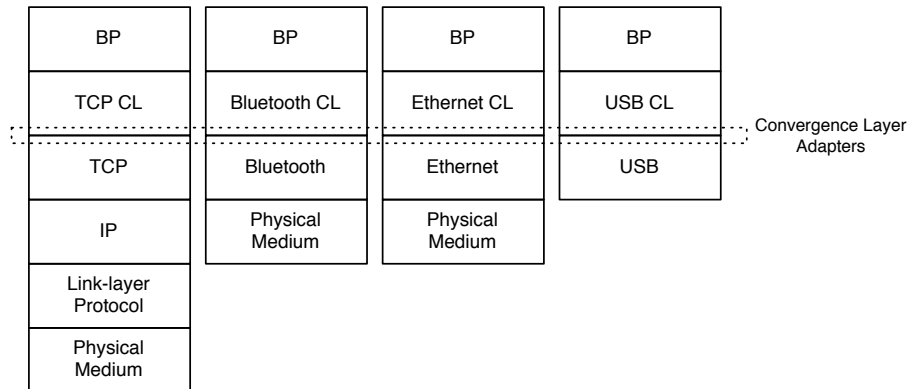 BP
BP
BP
BP
TCP CL
Bluetooth CL
Ethernet CL
USB CL
Convergence Layer
Adapters
TCP
Bluetooth
Ethernet
USB
IP
Physical
Medium
Physical
Medium
Link-layer
Protocol
Physical
Medium